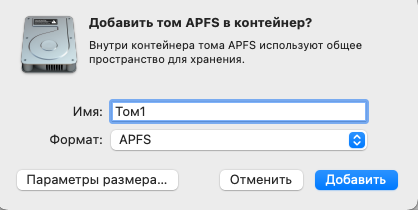 Добавить том APFS в контейнер?
Внутри контейнера тома APFS используют общее
пространство для хранения.
Имя: Том1
Формат: APFS
Параметры размера... Отменить Добавить